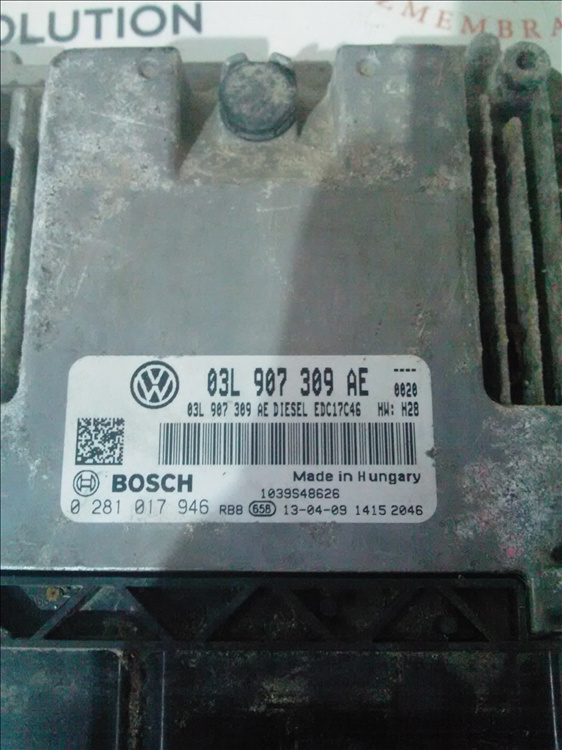 OLUTION
ZMEMBRA
03L 907 309 AE ----
03L 907 309 AE DIESEL EDC17C46 HW: H28
0020
BOSCH
Made in Hungary
1039S48626
0 281 017 946 RB8 658 13-04-09 1415 2046